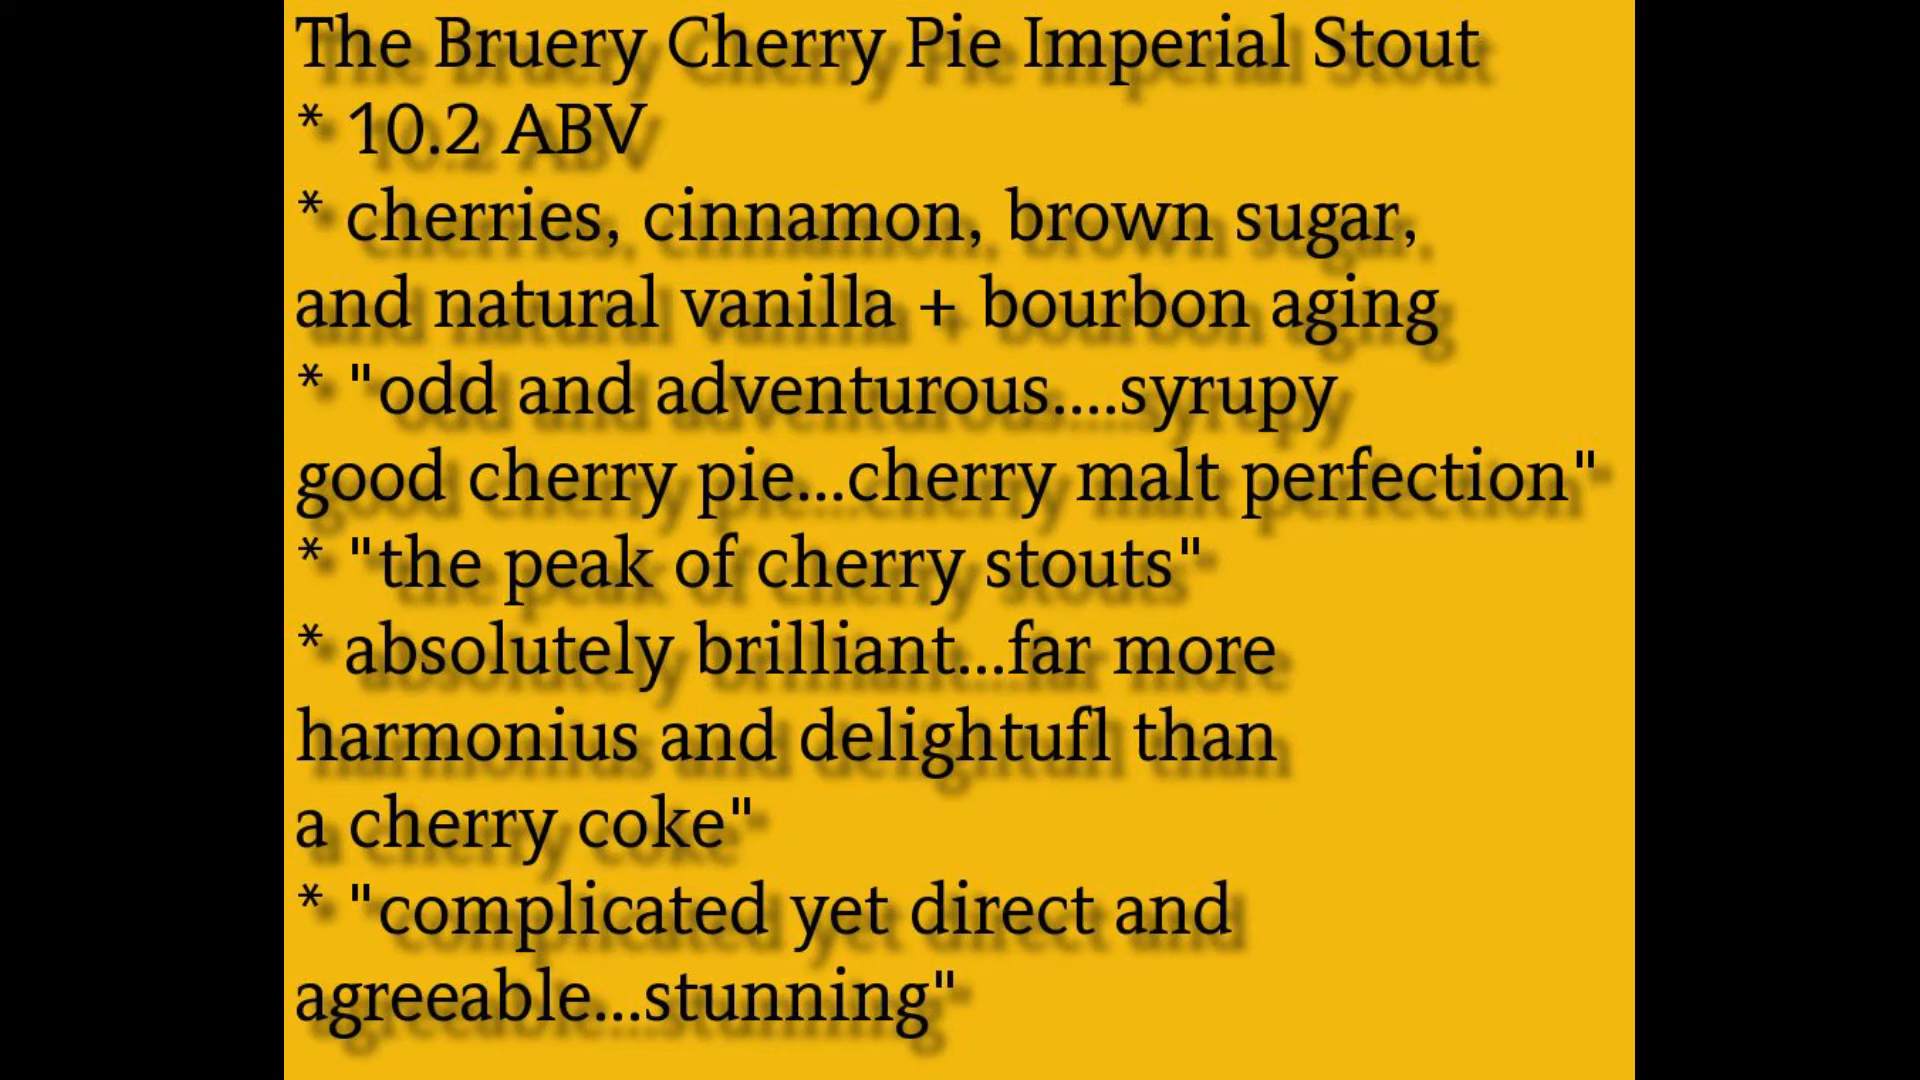 The Bruery Cherry Pie Imperial Stout
* 10.2 ABV
* cherries, cinnamon, brown sugar,
and natural vanilla + bourbon aging
* "odd and adventurous....syrupy
good cherry pie...cherry malt perfection"
* "the peak of cherry stouts"
* absolutely brilliant...far more
harmonius and delightufl than
a cherry coke"
* "complicated yet direct and
agreeable...stunning"